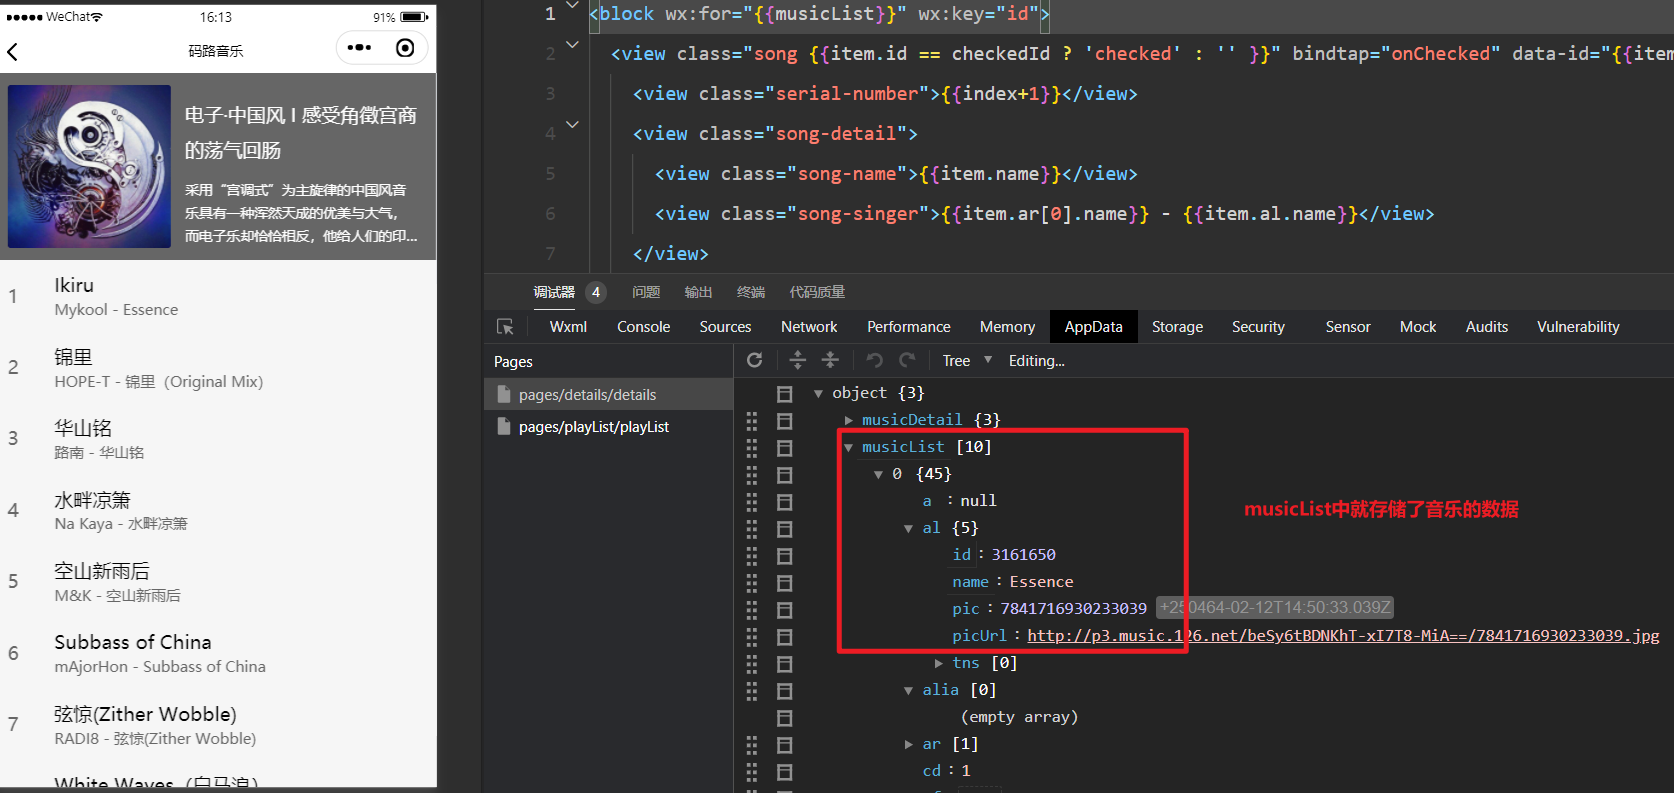 WeChat
16:13
91%
码路音乐
电子·中国风 I 感受角徵宫商
的荡气回肠
采用“宫调式”为主旋律的中国风音
乐具有一种浑然天成的优美与大气，
而电子乐却恰恰相反，他给人们的印...
1
Ikiru
Mykool - Essence
2
锦里
HOPE-T - 锦里（Original Mix)
3
华山铭
路南 - 华山铭
4
水畔凉箫
Na Kaya - 水畔凉箫
5
空山新雨后
M&K - 空山新雨后
6
Subbass of China
mAjorHon - Subbass of China
7
弦惊(Zither Wobble)
RADI8 - 弦惊(Zither Wobble)
White Waves（白马浪）
1 <block wx:for="{{musicList}}" wx:key="id">
2 <view class="song {{item.id == checkedId ? 'checked' : '' }}" bindtap="onChecked" data-id="{{item
3 <view class="serial-number">{{index+1}}</view>
4 <view class="song-detail">
5 <view class="song-name">{{item.name}}</view>
6 <view class="song-singer">{{item.ar[0].name}} - {{item.al.name}}</view>
7 </view>
调试器 4 问题 输出 终端 代码质量
Wxml Console Sources Network Performance Memory AppData Storage Security Sensor Mock Audits Vulnerability
Pages
Tree Editing...
pages/details/details
pages/playList/playList
object {3}
musicDetail {3}
musicList [10]
0 {45}
a : null
al {5}
id : 3161650
name : Essence
pic : 7841716930233039 +250464-02-12T14:50:33.039Z
picUrl : http://p3.music.126.net/beSy6tBDNKhT-xI7T8-MiA==/7841716930233039.jpg
tns [0]
alia [0]
(empty array)
ar [1]
cd : 1
musicList中就存储了音乐的数据